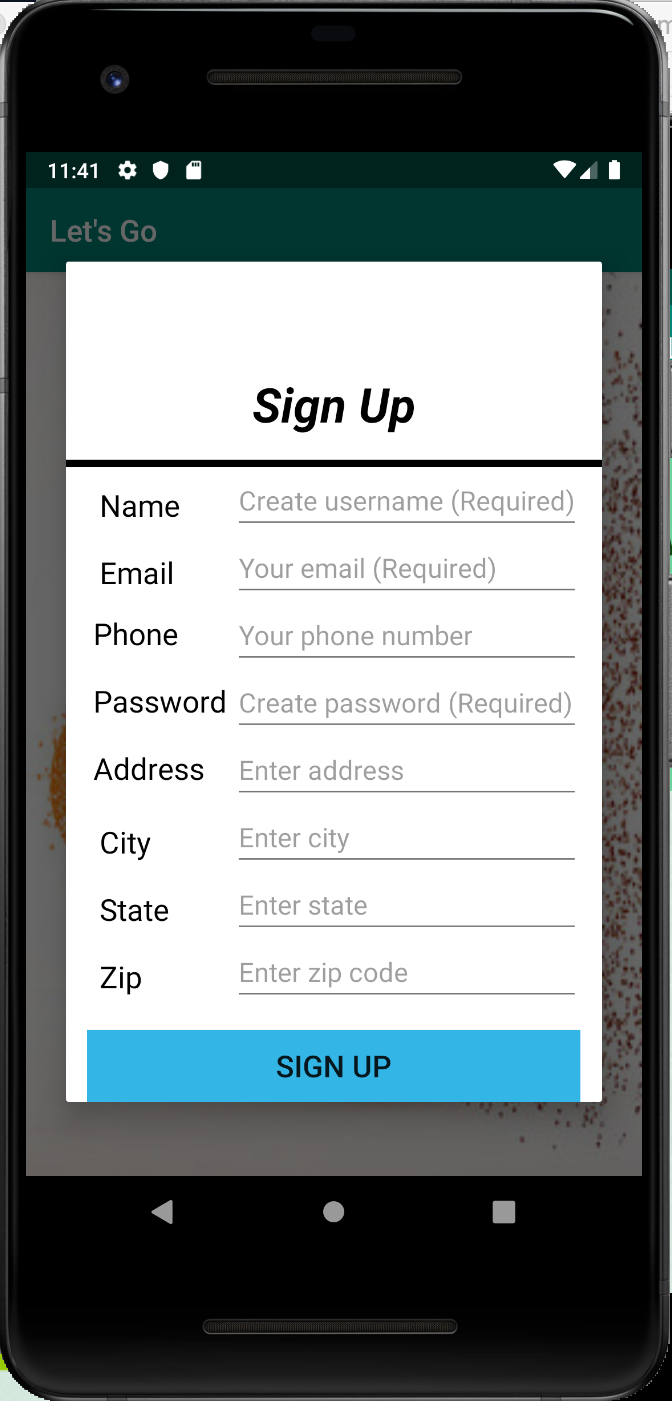 11:41
Let's Go
Sign Up
Name Create username (Required)
Email Your email (Required)
Phone Your phone number
Password Create password (Required)
Address Enter address
City Enter city
State Enter state
Zip Enter zip code
SIGN UP